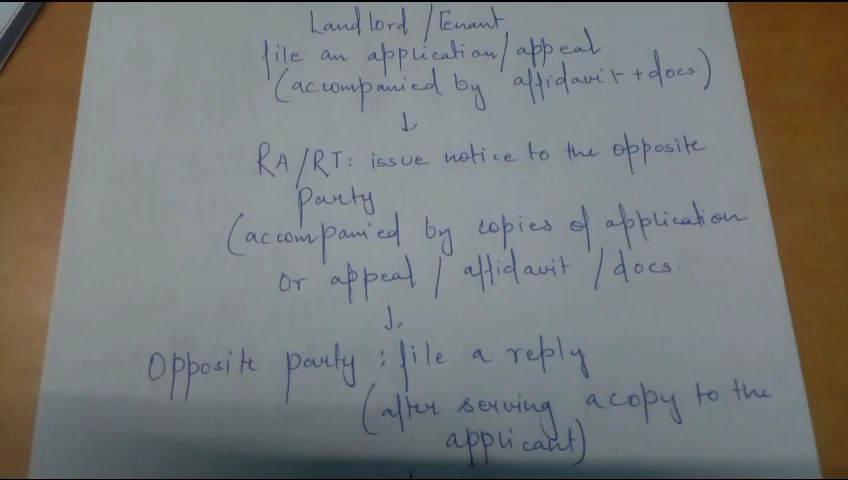 Landlord / Tenant
file an application / appeal
(accompanied by affidavit + docs)
↓
RA/RT: issue notice to the opposite
party
(accompanied by copies of application
or appeal / affidavit / docs.
↓
Opposite party : file a reply
(after serving a copy to the
applicant)